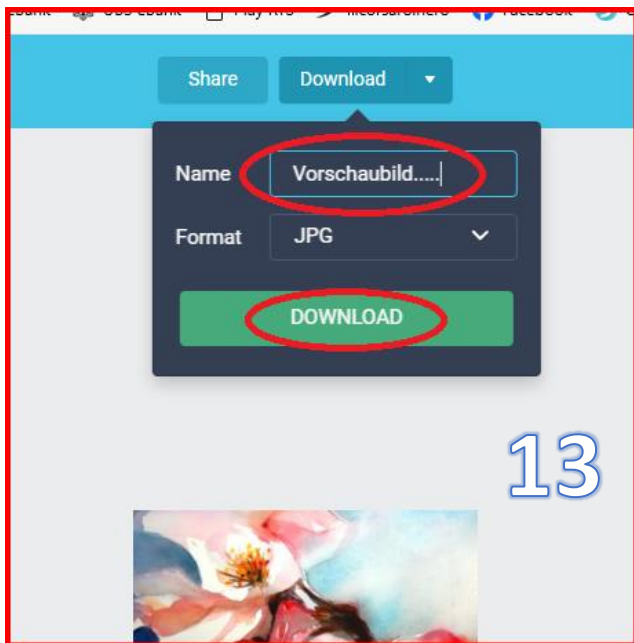 Share Download
Name Vorschaubild.....
Format JPG
DOWNLOAD
13